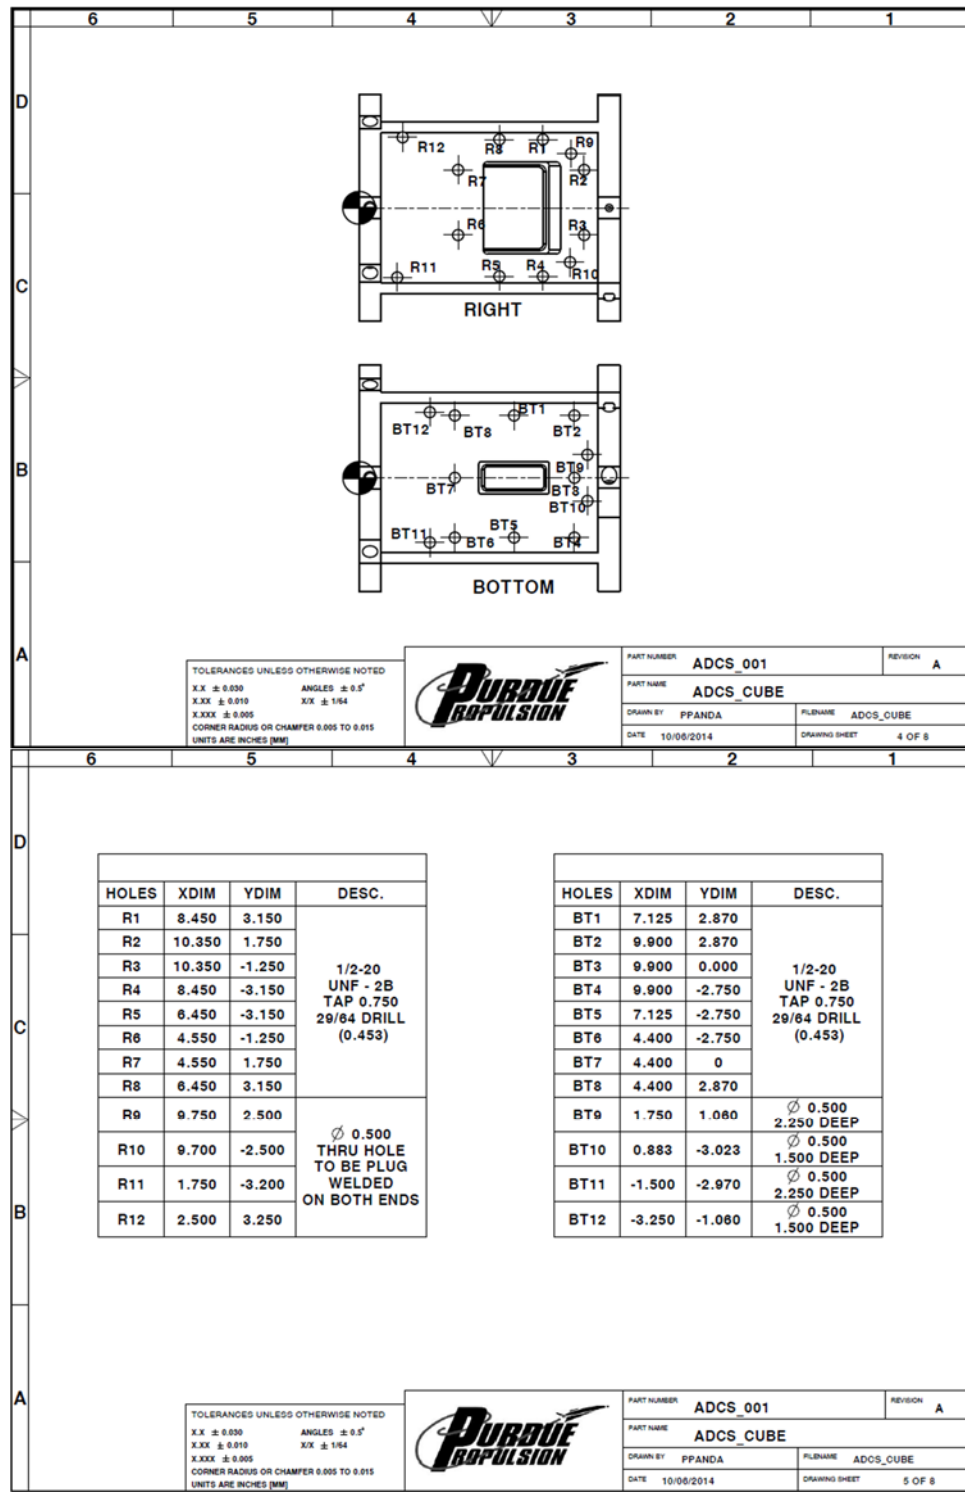 6 5 4 3 2 1
D
C
B
A
R12 R8 R1 R9
R7 R2
R6 R3
R11 R5 R4 R10
RIGHT
BT12 BT8 BT1 BT2
BT9
BT7 BT3
BT10
BT11 BT6 BT5 BT4
BOTTOM
TOLERANCES UNLESS OTHERWISE NOTED
X.X ± 0.030 ANGLES ± 0.5°
X.XX ± 0.010 X/X ± 1/64
X.XXX ± 0.005
CORNER RADIUS OR CHAMFER 0.005 TO 0.015
UNITS ARE INCHES [MM]
PURDUE
PROPULSION
PART NUMBER ADCS_001 REVISION A
PART NAME ADCS_CUBE
DRAWN BY PPANDA FILENAME ADCS_CUBE
DATE 10/06/2014 DRAWING SHEET 4 OF 8
6 5 4 3 2 1
D
C
B
A
HOLES XDIM YDIM DESC.
R1 8.450 3.150
R2 10.350 1.750
R3 10.350 -1.250
R4 8.450 -3.150
R5 6.450 -3.150
R6 4.550 -1.250
R7 4.550 1.750
R8 6.450 3.150
1/2-20
UNF - 2B
TAP 0.750
29/64 DRILL
(0.453)
R9 9.750 2.500
R10 9.700 -2.500
R11 1.750 -3.200
R12 2.500 3.250
∅ 0.500
THRU HOLE
TO BE PLUG
WELDED
ON BOTH ENDS
HOLES XDIM YDIM DESC.
BT1 7.125 2.870
BT2 9.900 2.870
BT3 9.900 0.000
BT4 9.900 -2.750
BT5 7.125 -2.750
BT6 4.400 -2.750
BT7 4.400 0
BT8 4.400 2.870
1/2-20
UNF - 2B
TAP 0.750
29/64 DRILL
(0.453)
BT9 1.750 1.060 ∅ 0.500
2.250 DEEP
BT10 0.883 -3.023 ∅ 0.500
1.500 DEEP
BT11 -1.500 -2.970 ∅ 0.500
2.250 DEEP
BT12 -3.250 -1.060 ∅ 0.500
1.500 DEEP
TOLERANCES UNLESS OTHERWISE NOTED
X.X ± 0.030 ANGLES ± 0.5°
X.XX ± 0.010 X/X ± 1/64
X.XXX ± 0.005
CORNER RADIUS OR CHAMFER 0.005 TO 0.015
UNITS ARE INCHES [MM]
PURDUE
PROPULSION
PART NUMBER ADCS_001 REVISION A
PART NAME ADCS_CUBE
DRAWN BY PPANDA FILENAME ADCS_CUBE
DATE 10/06/2014 DRAWING SHEET 5 OF 8